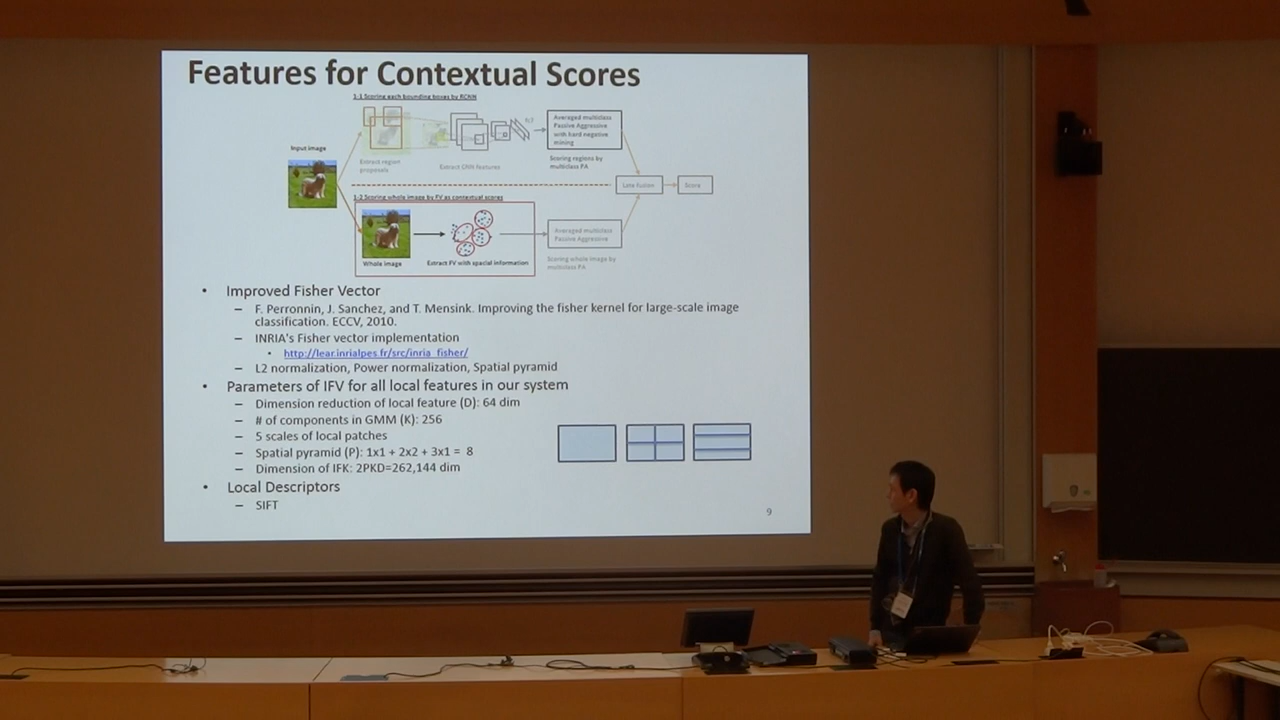 Features for Contextual Scores
1-1 Scoring each bounding boxes by RCNN
Input image
Extract region
proposals
Extract CNN features
fc7
Averaged multiclass
Passive Aggressive
with hard negative
mining
Scoring regions by
multiclass PA
Late fusion
Score
1-2 Scoring whole image by FV as contextual scores
Whole image
Extract FV with spacial information
Averaged multiclass
Passive Aggressive
Scoring whole image by
multiclass PA
• Improved Fisher Vector
– F. Perronnin, J. Sanchez, and T. Mensink. Improving the fisher kernel for large-scale image
classification. ECCV, 2010.
– INRIA's Fisher vector implementation
• http://lear.inrialpes.fr/src/inria_fisher/
– L2 normalization, Power normalization, Spatial pyramid
• Parameters of IFV for all local features in our system
– Dimension reduction of local feature (D): 64 dim
– # of components in GMM (K): 256
– 5 scales of local patches
– Spatial pyramid (P): 1x1 + 2x2 + 3x1 = 8
– Dimension of IFK: 2PKD=262,144 dim
• Local Descriptors
– SIFT
9